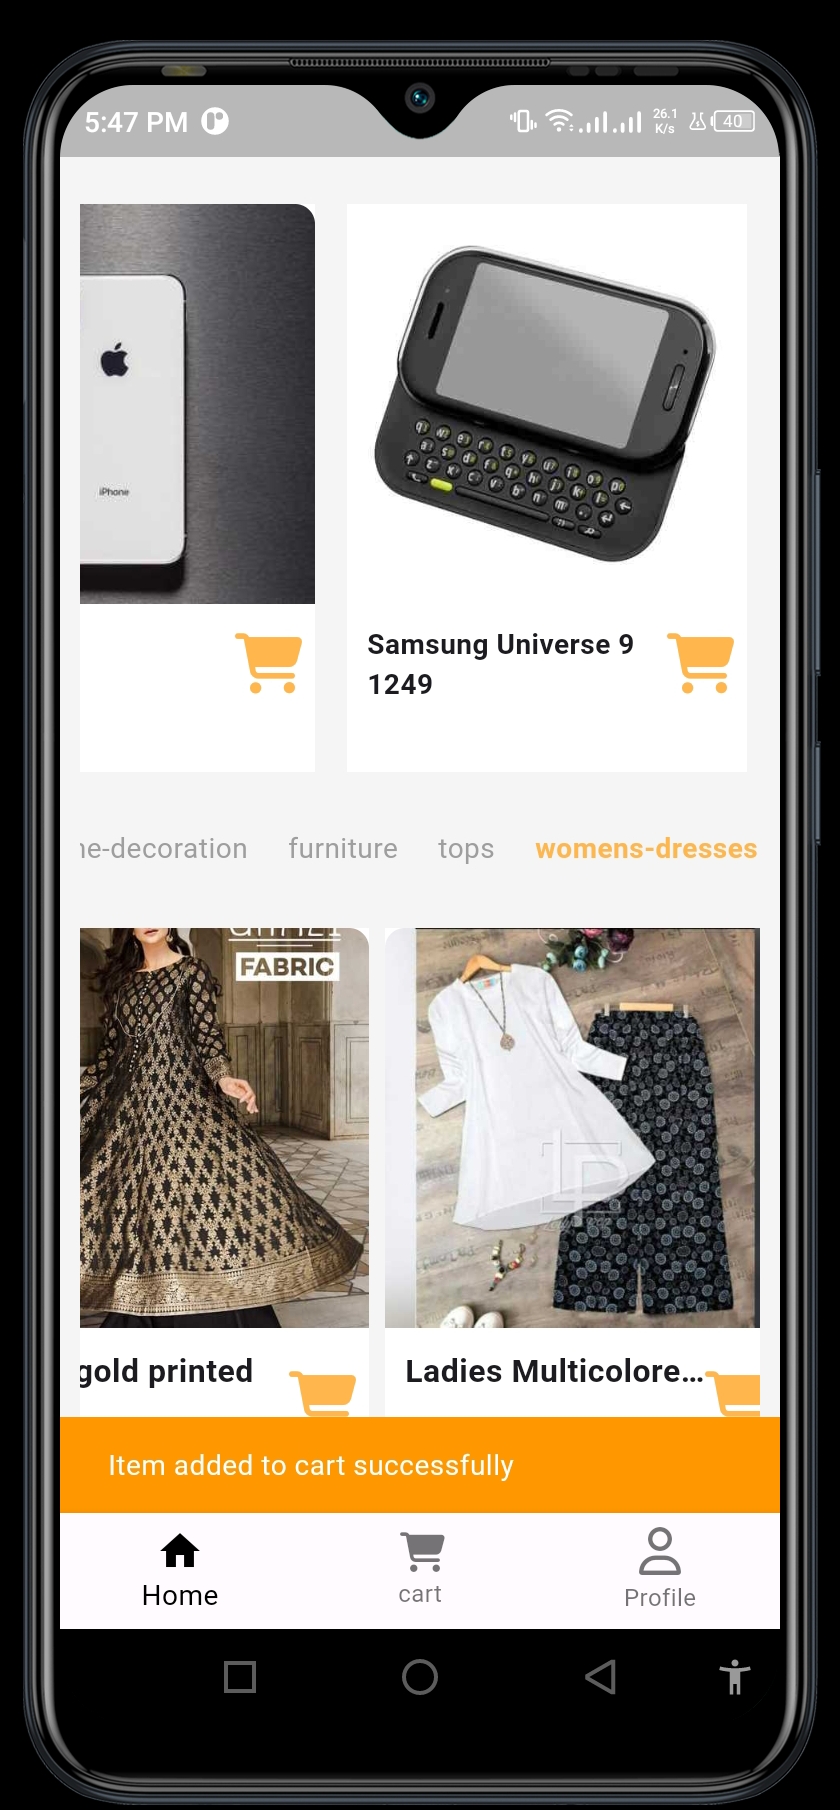 5:47 PM
26.1
K/s
40
iPhone
Samsung Universe 9
1249
ne-decoration furniture tops womens-dresses
FABRIC
gold printed
Ladies Multicolore...
Item added to cart successfully
Home
cart
Profile